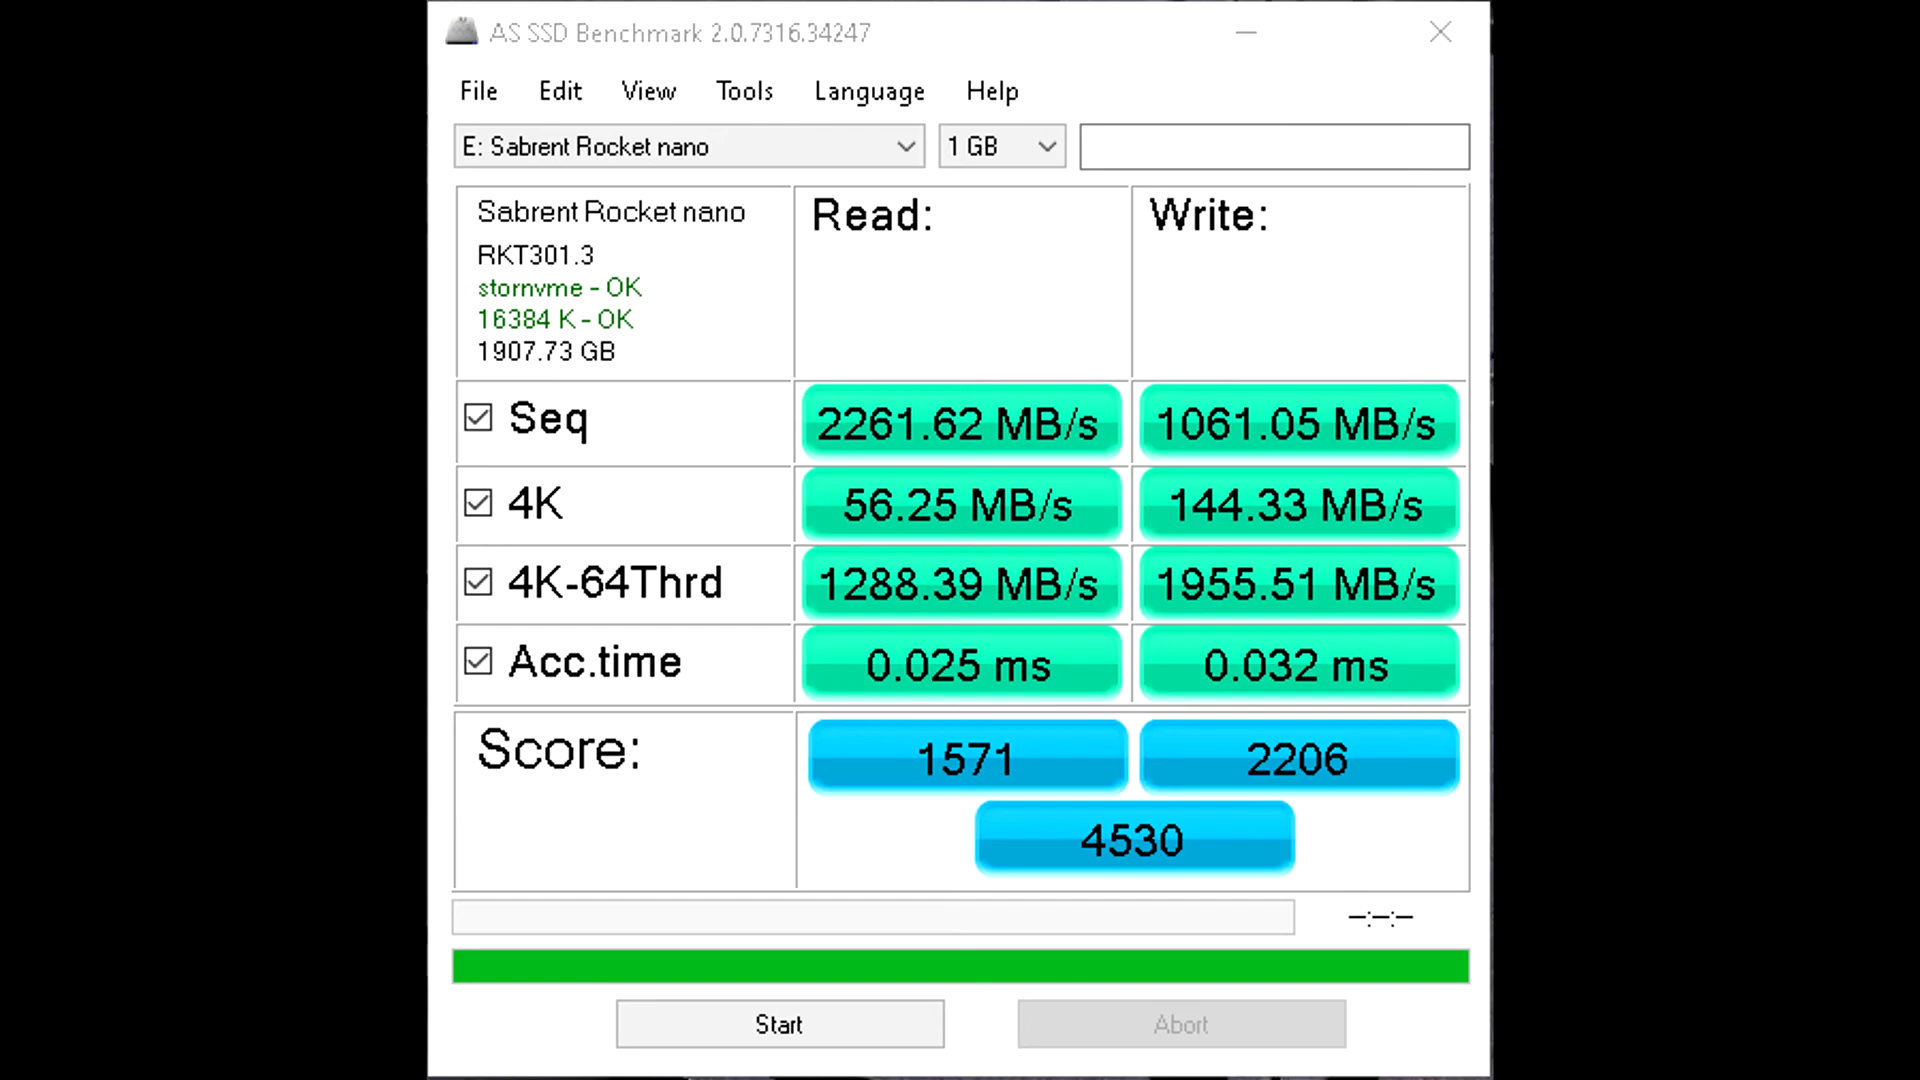 AS SSD Benchmark 2.0.7316.34247
File Edit View Tools Language Help
E: Sabrent Rocket nano 1 GB
Sabrent Rocket nano
RKT301.3
stornvme - OK
16384 K - OK
1907.73 GB
Read: Write:
Seq 2261.62 MB/s 1061.05 MB/s
4K 56.25 MB/s 144.33 MB/s
4K-64Thrd 1288.39 MB/s 1955.51 MB/s
Acc.time 0.025 ms 0.032 ms
Score: 1571 2206
4530
–:–:–
Start Abort